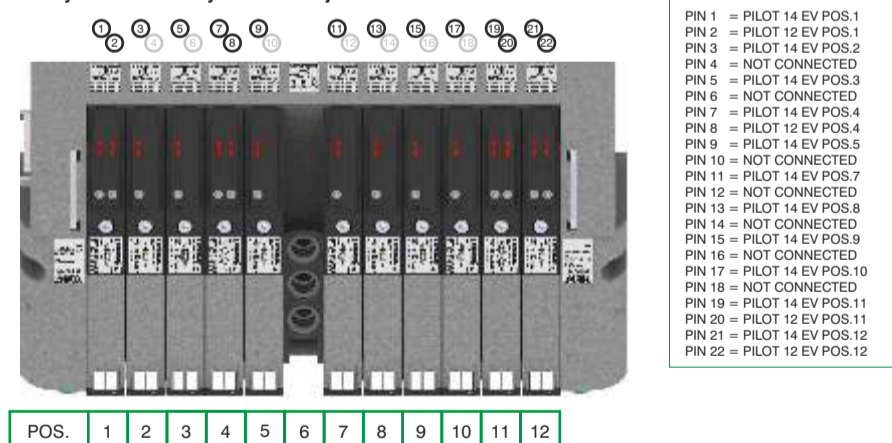 1 3 5 7 9 11 13 15 17 19 21
2 4 6 8 10 12 14 16 18 20 22
PIN 1 = PILOT 14 EV POS.1
PIN 2 = PILOT 12 EV POS.1
PIN 3 = PILOT 14 EV POS.2
PIN 4 = NOT CONNECTED
PIN 5 = PILOT 14 EV POS.3
PIN 6 = NOT CONNECTED
PIN 7 = PILOT 14 EV POS.4
PIN 8 = PILOT 12 EV POS.4
PIN 9 = PILOT 14 EV POS.5
PIN 10 = NOT CONNECTED
PIN 11 = PILOT 14 EV POS.7
PIN 12 = NOT CONNECTED
PIN 13 = PILOT 14 EV POS.8
PIN 14 = NOT CONNECTED
PIN 15 = PILOT 14 EV POS.9
PIN 16 = NOT CONNECTED
PIN 17 = PILOT 14 EV POS.10
PIN 18 = NOT CONNECTED
PIN 19 = PILOT 14 EV POS.11
PIN 20 = PILOT 12 EV POS.11
PIN 21 = PILOT 14 EV POS.12
PIN 22 = PILOT 12 EV POS.12
POS. 1 2 3 4 5 6 7 8 9 10 11 12